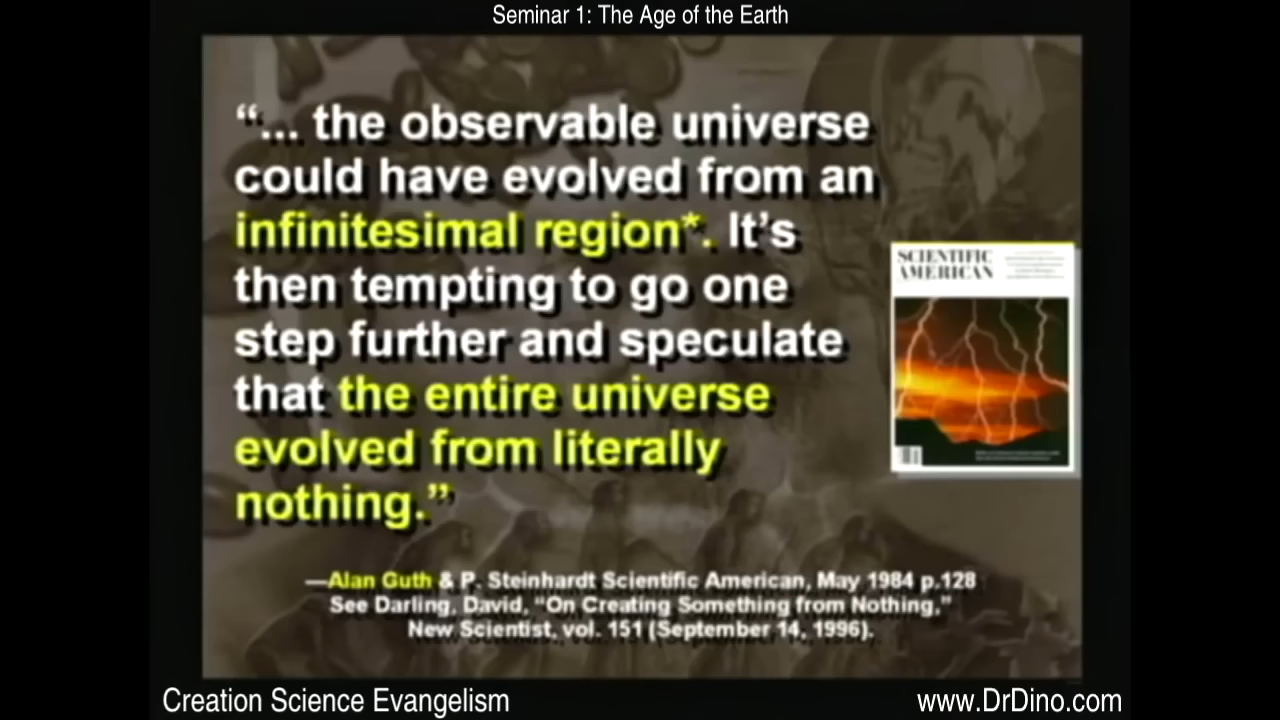 Seminar 1: The Age of the Earth
“... the observable universe
could have evolved from an
infinitesimal region*. It’s
then tempting to go one
step further and speculate
that the entire universe
evolved from literally
nothing.”
SCIENTIFIC
AMERICAN
—Alan Guth & P. Steinhardt Scientific American, May 1984 p.128
See Darling, David, “On Creating Something from Nothing,”
New Scientist, vol. 151 (September 14, 1996).
Creation Science Evangelism
www.DrDino.com